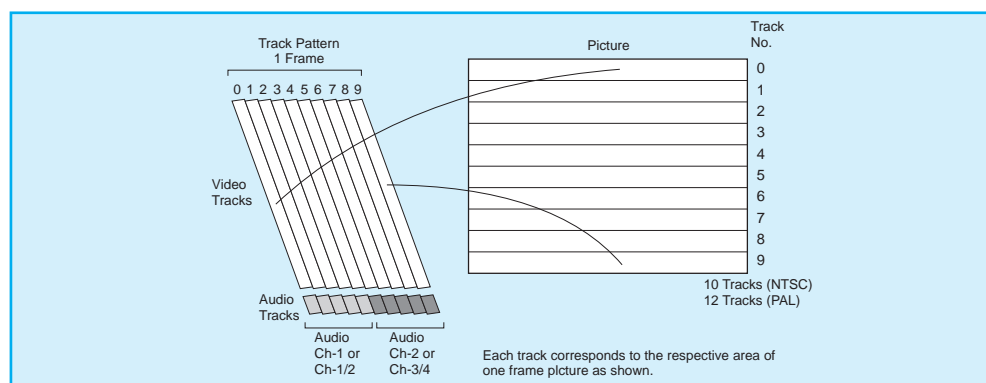 Track Pattern
1 Frame
0 1 2 3 4 5 6 7 8 9
Video
Tracks
Audio
Tracks
Audio
Ch-1 or
Ch-1/2
Audio
Ch-2 or
Ch-3/4
Picture
Track
No.
0
1
2
3
4
5
6
7
8
9
10 Tracks (NTSC)
12 Tracks (PAL)
Each track corresponds to the respective area of
one frame plcture as shown.